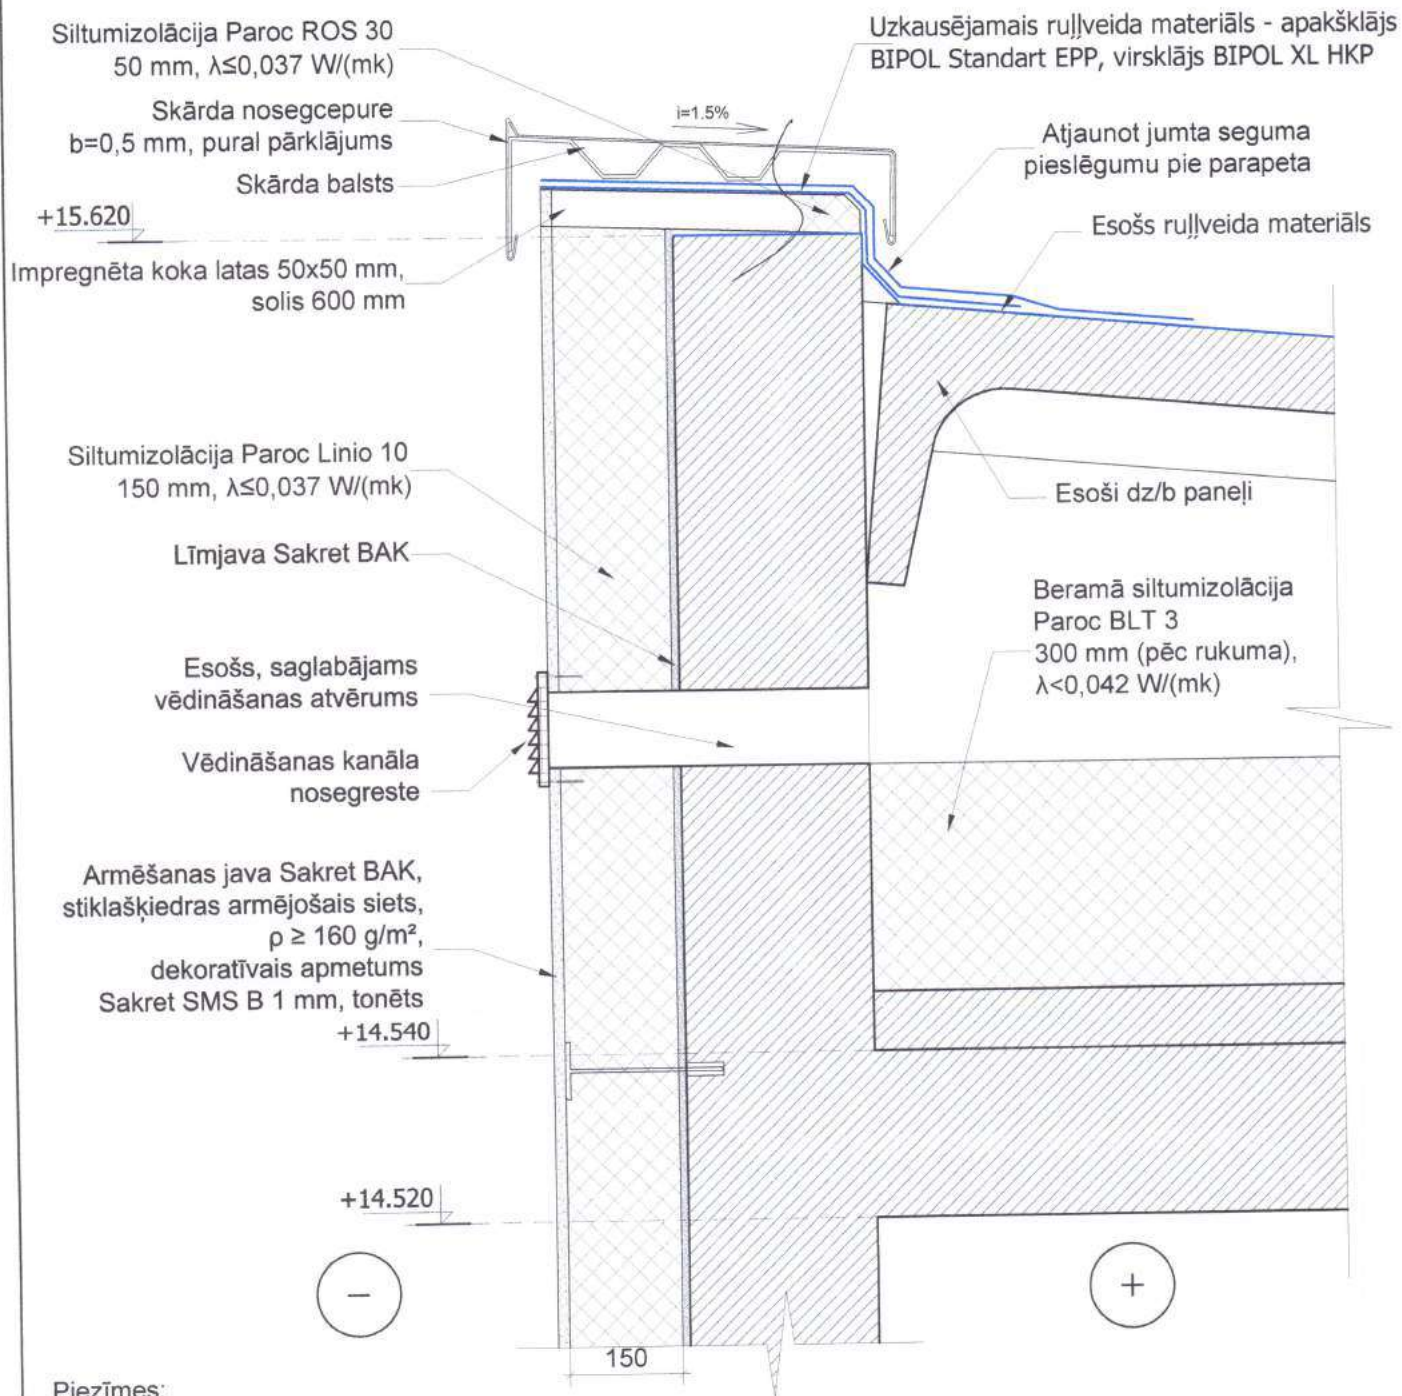 Siltumizolācija Paroc ROS 30
50 mm, λ≤0,037 W/(mk)
Skārda nosegcepure
b=0,5 mm, pural pārklājums
Skārda balsts
+15.620
Impregnēta koka latas 50x50 mm,
solis 600 mm
i=1.5%
Uzkausējamais ruļļveida materiāls - apakšklājs
BIPOL Standart EPP, virsklājs BIPOL XL HKP
Atjaunot jumta seguma
pieslēgumu pie parapeta
Esošs ruļļveida materiāls
Siltumizolācija Paroc Linio 10
150 mm, λ≤0,037 W/(mk)
Līmjava Sakret BAK
Esoši dz/b paneļi
Beramā siltumizolācija
Paroc BLT 3
300 mm (pēc rukuma),
λ<0,042 W/(mk)
Esošs, saglabājams
vēdināšanas atvērums
Vēdināšanas kanāla
nosegreste
Armēšanas java Sakret BAK,
stiklašķiedras armējošais siets,
ρ ≥ 160 g/m²,
dekoratīvais apmetums
Sakret SMS B 1 mm, tonēts
+14.540
+14.520
−
+
150
Piezīmes: